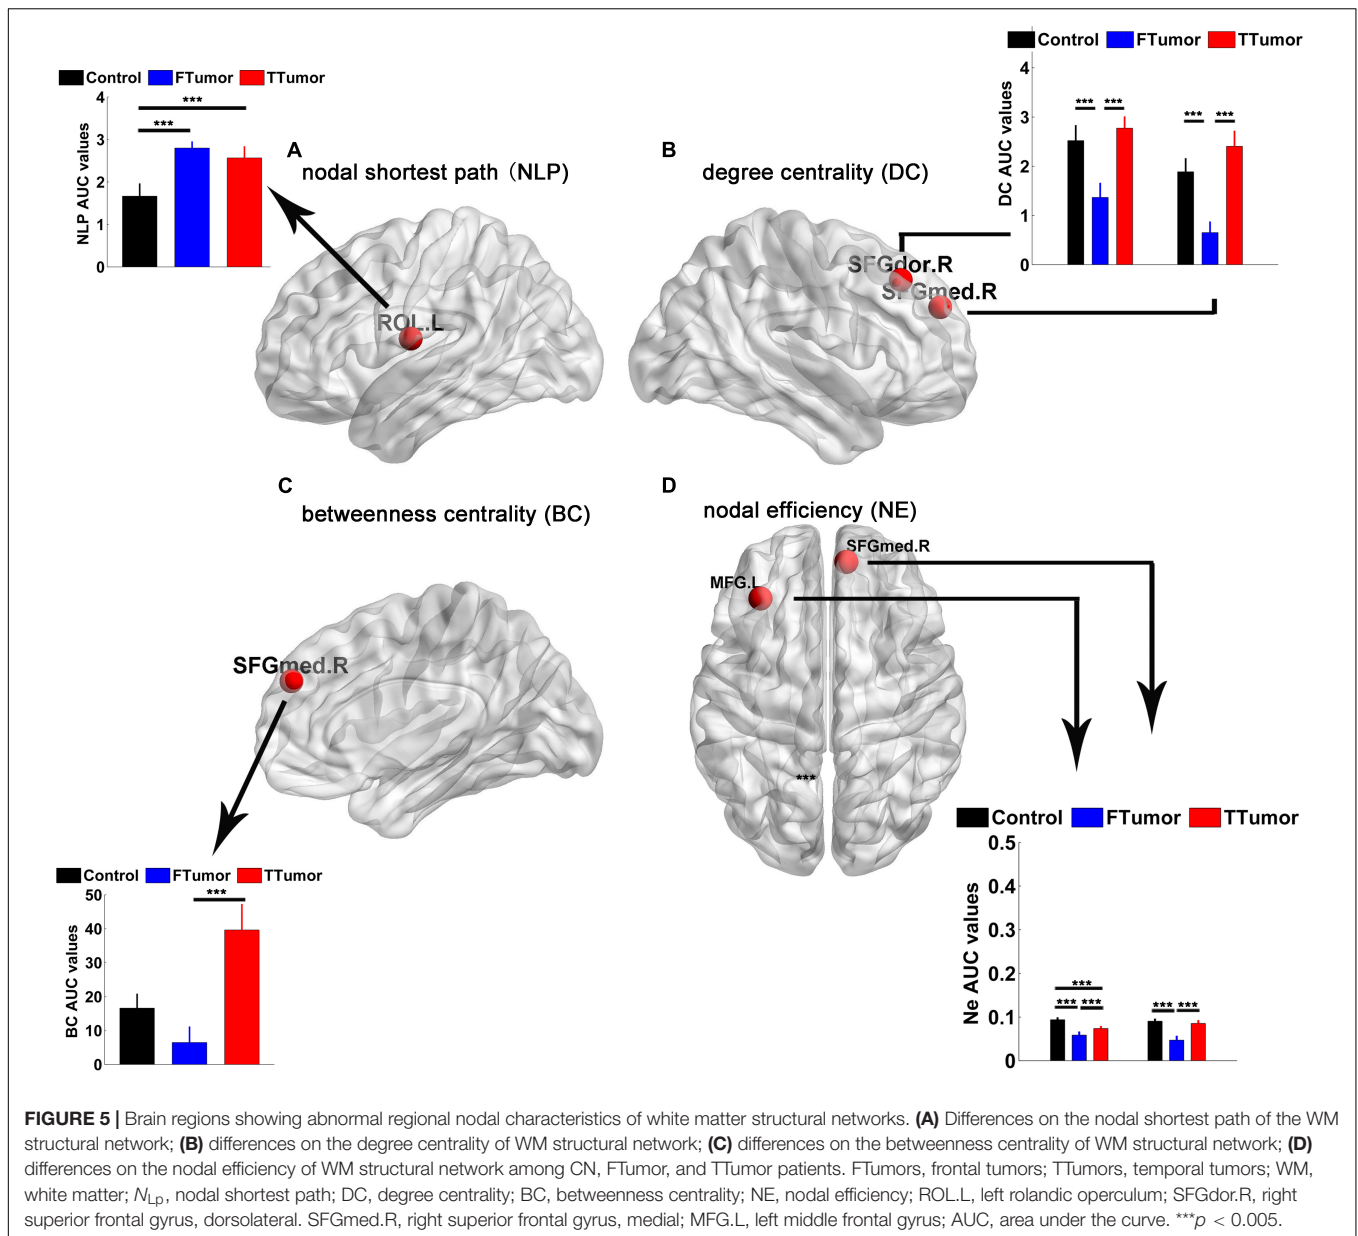 Control FTumor TTumor
4
3
2
1
0
NLP AUC values
***
***
A
nodal shortest path (NLP)
ROL.L
B
degree centrality (DC)
SFGdor.R
SFGmed.R
Control FTumor TTumor
4
3
2
1
0
DC AUC values
*** *** *** ***
C
betweenness centrality (BC)
SFGmed.R
Control FTumor TTumor
50
40
30
20
10
0
BC AUC values
***
D
nodal efficiency (NE)
SFGmed.R
MFG.L
***
Control FTumor TTumor
0.5
0.4
0.3
0.2
0.1
0
Ne AUC values
***
*** *** *** ***
FIGURE 5 | Brain regions showing abnormal regional nodal characteristics of white matter structural networks. (A) Differences on the nodal shortest path of the WM
structural network; (B) differences on the degree centrality of WM structural network; (C) differences on the betweenness centrality of WM structural network; (D)
differences on the nodal efficiency of WM structural network among CN, FTumor, and TTumor patients. FTumors, frontal tumors; TTumors, temporal tumors; WM,
white matter; NLp, nodal shortest path; DC, degree centrality; BC, betweenness centrality; NE, nodal efficiency; ROL.L, left rolandic operculum; SFGdor.R, right
superior frontal gyrus, dorsolateral. SFGmed.R, right superior frontal gyrus, medial; MFG.L, left middle frontal gyrus; AUC, area under the curve. ***p < 0.005.